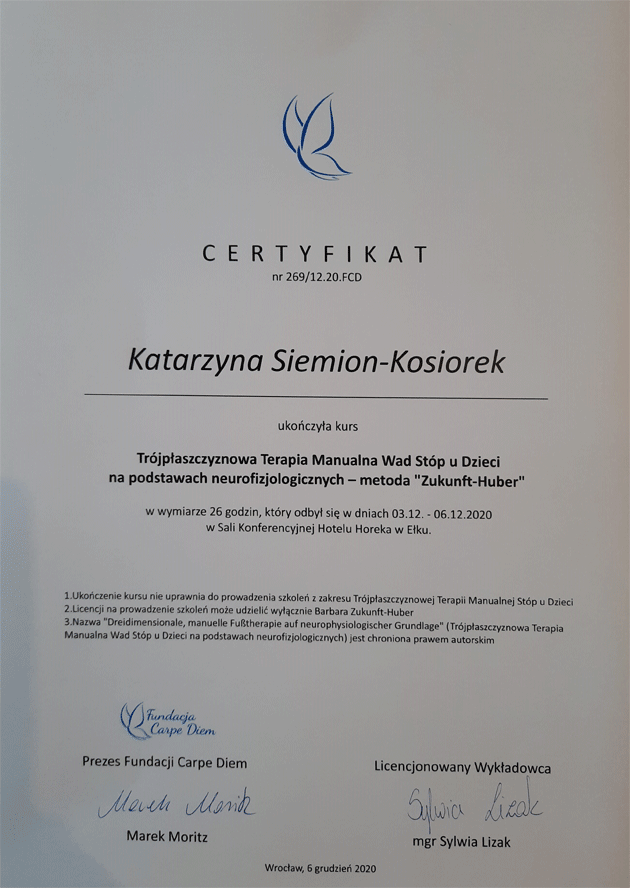 CERTYFIKAT
nr 269/12.20.FCD
Katarzyna Siemion-Kosiorek
ukończyła kurs
Trójpłaszczyznowa Terapia Manualna Wad Stóp u Dzieci
na podstawach neurofizjologicznych – metoda "Zukunft-Huber"
w wymiarze 26 godzin, który odbył się w dniach 03.12. - 06.12.2020
w Sali Konferencyjnej Hotelu Horeka w Ełku.
1.Ukończenie kursu nie uprawnia do prowadzenia szkoleń z zakresu Trójpłaszczyznowej Terapii Manualnej Stóp u Dzieci
2.Licencji na prowadzenie szkoleń może udzielić wyłącznie Barbara Zukunft-Huber
3.Nazwa "Dreidimensionale, manuelle Fußtherapie auf neurophysiologischer Grundlage" (Trójpłaszczyznowa Terapia
Manualna Wad Stóp u Dzieci na podstawach neurofizjologicznych) jest chroniona prawem autorskim
Fundacja
Carpe Diem
Prezes Fundacji Carpe Diem
Marek Moritz
Marek Moritz
Licencjonowany Wykładowca
Sylwia Lizak
mgr Sylwia Lizak
Wrocław, 6 grudzień 2020